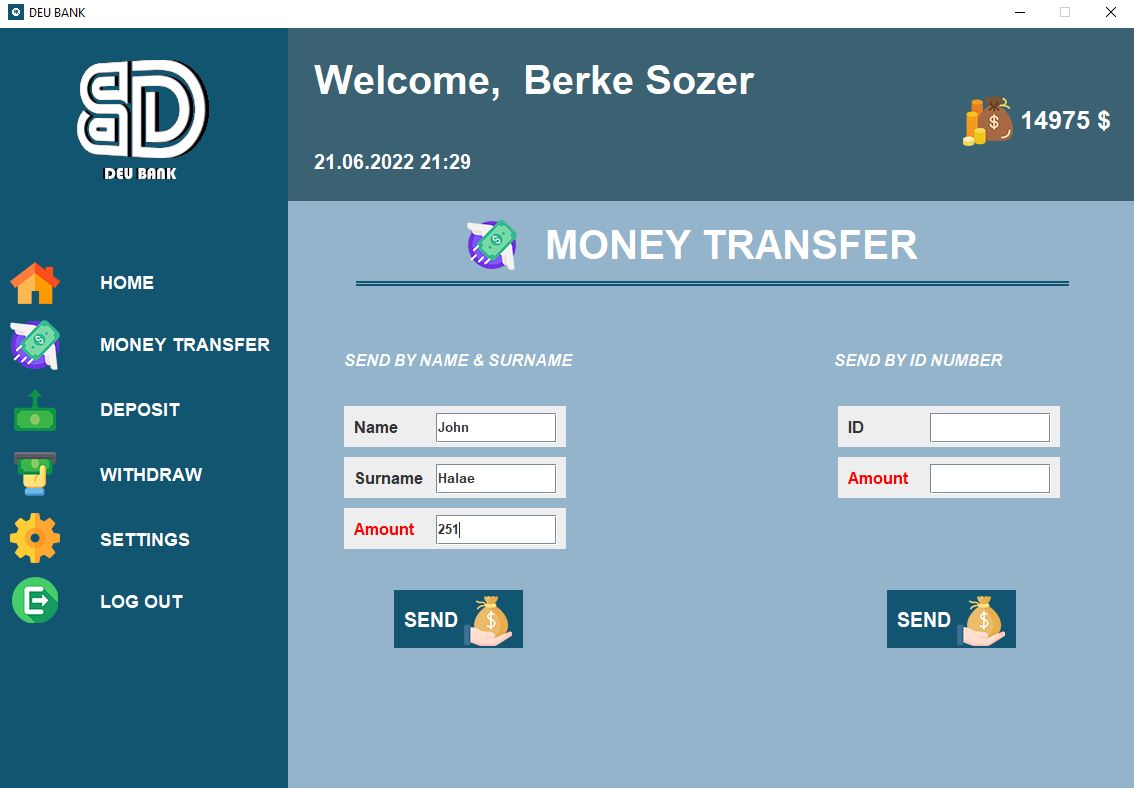 DEU BANK
DEU BANK
Welcome, Berke Sozer
21.06.2022 21:29
14975 $
HOME
MONEY TRANSFER
DEPOSIT
WITHDRAW
SETTINGS
LOG OUT
MONEY TRANSFER
SEND BY NAME & SURNAME
Name John
Surname Halae
Amount 251
SEND
SEND BY ID NUMBER
ID
Amount
SEND